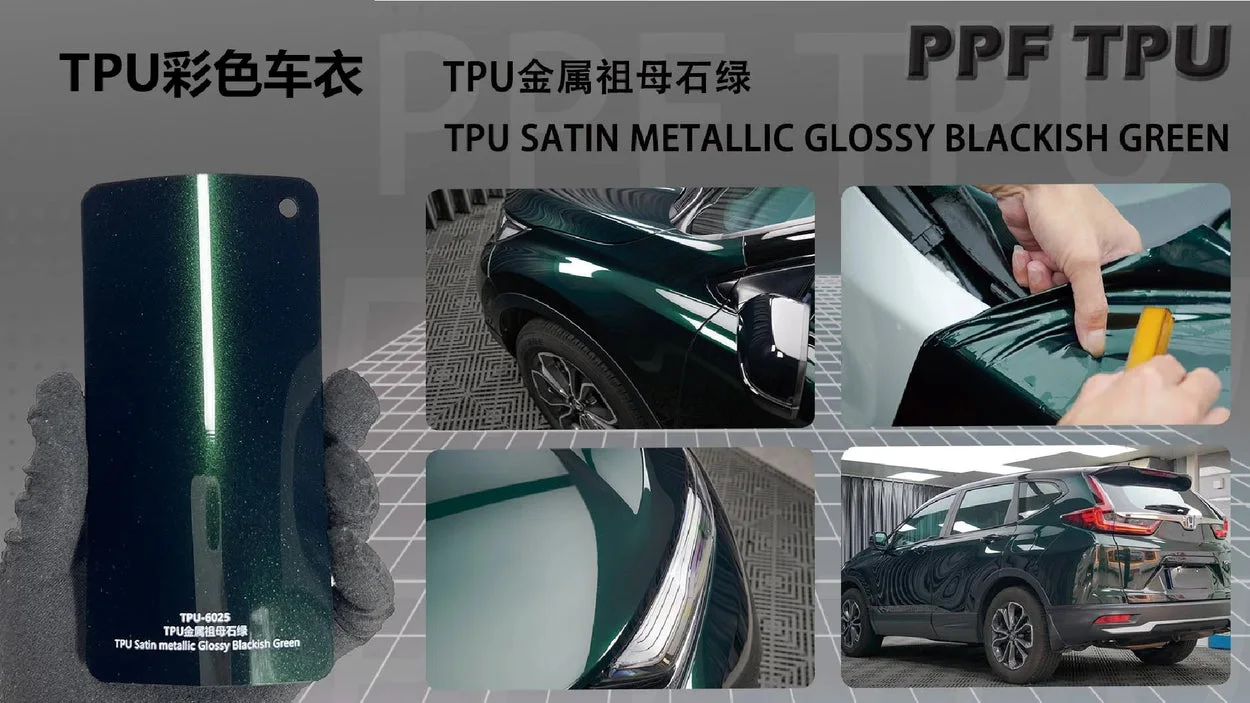 TPU彩色车衣
TPU金属祖母石绿
PPF TPU
TPU SATIN METALLIC GLOSSY BLACKISH GREEN
PPF TPU
TPU-6025
TPU金属祖母石绿
TPU Satin metallic Glossy Blackish Green